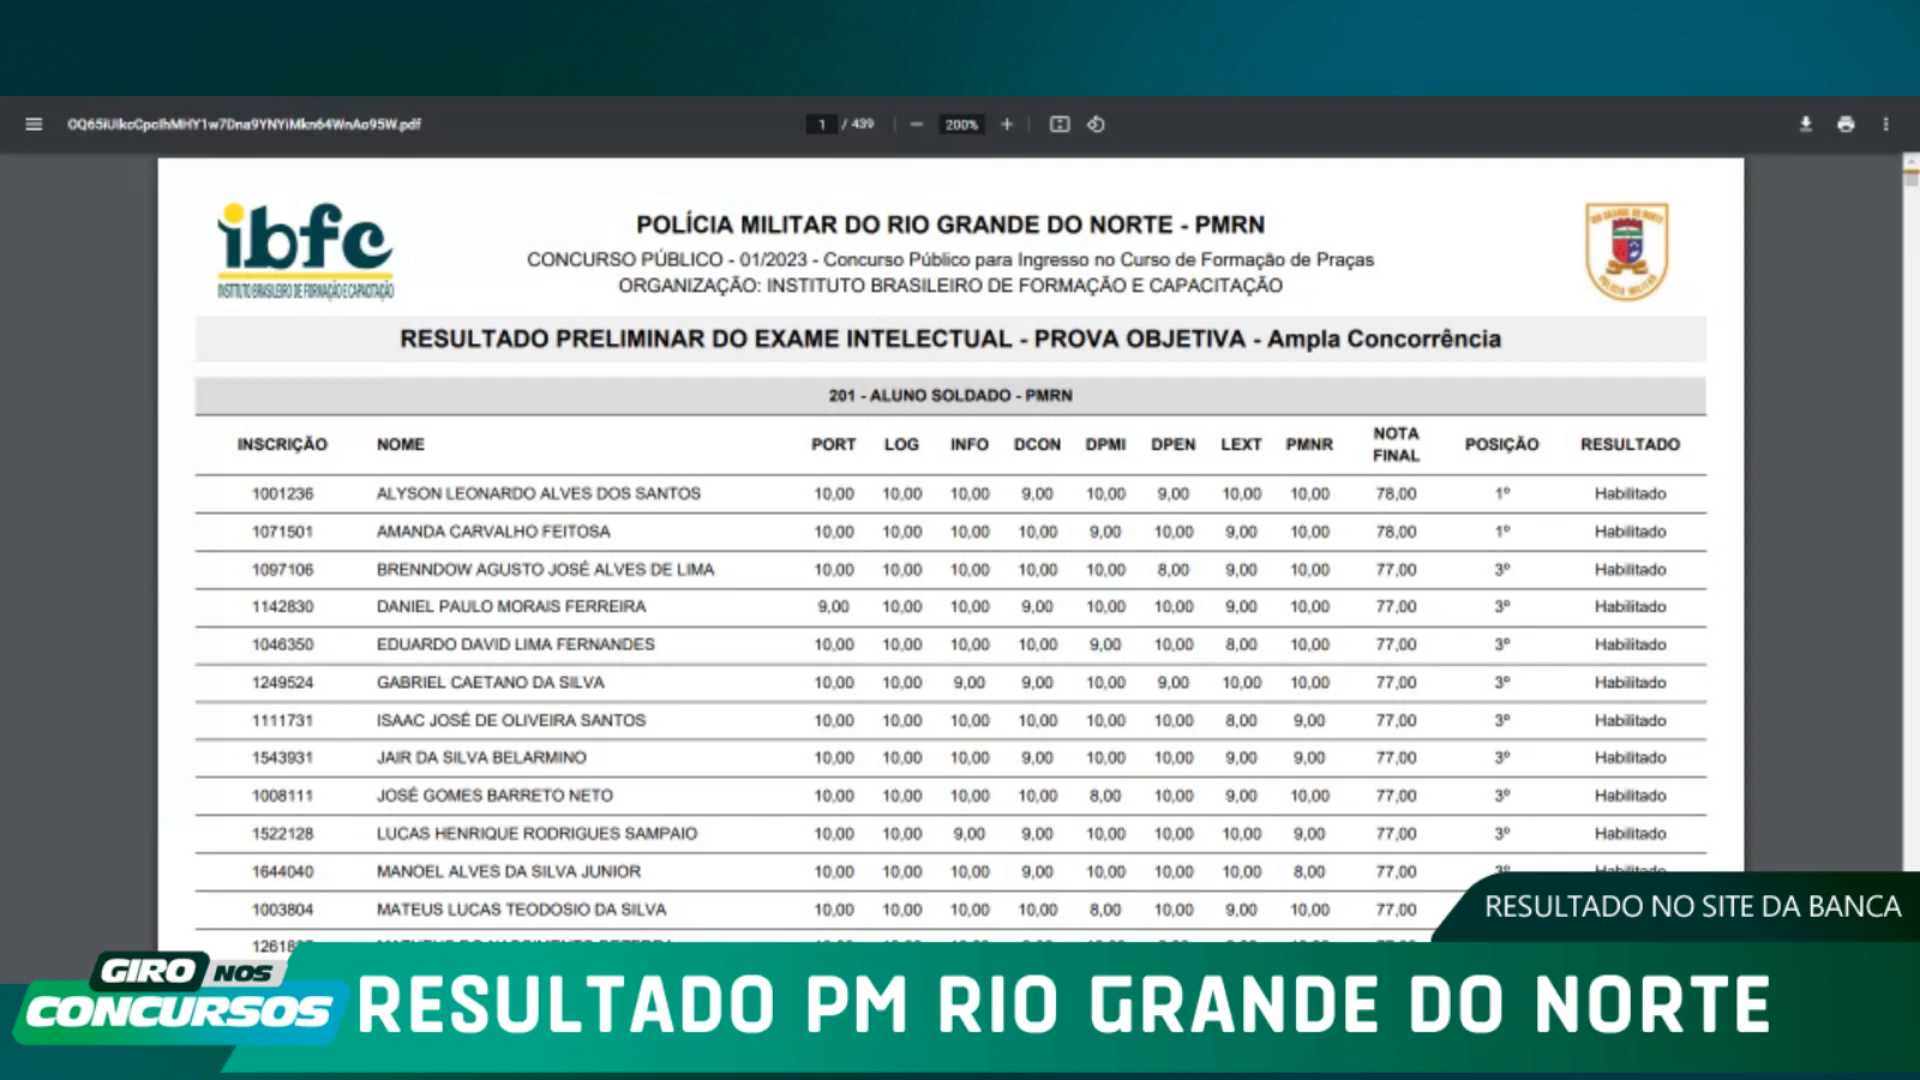 OQ65iUlkcCpclhMHY1w7Dna9YNYiMkn64WnAo95W.pdf 1 / 439 200%
ibfc
INSTITUTO BRASILEIRO DE FORMAÇÃO E CAPACITAÇÃO
POLÍCIA MILITAR DO RIO GRANDE DO NORTE - PMRN
CONCURSO PÚBLICO - 01/2023 - Concurso Público para Ingresso no Curso de Formação de Praças
ORGANIZAÇÃO: INSTITUTO BRASILEIRO DE FORMAÇÃO E CAPACITAÇÃO
RIO GRANDE DO NORTE
POLÍCIA MILITAR
RESULTADO PRELIMINAR DO EXAME INTELECTUAL - PROVA OBJETIVA - Ampla Concorrência
201 - ALUNO SOLDADO - PMRN
INSCRIÇÃO NOME PORT LOG INFO DCON DPMI DPEN LEXT PMNR NOTA FINAL POSIÇÃO RESULTADO
1001236 ALYSON LEONARDO ALVES DOS SANTOS 10,00 10,00 10,00 9,00 10,00 9,00 10,00 10,00 78,00 1º Habilitado
1071501 AMANDA CARVALHO FEITOSA 10,00 10,00 10,00 10,00 9,00 10,00 9,00 10,00 78,00 1º Habilitado
1097106 BRENNDOW AGUSTO JOSÉ ALVES DE LIMA 10,00 10,00 10,00 10,00 10,00 8,00 9,00 10,00 77,00 3º Habilitado
1142830 DANIEL PAULO MORAIS FERREIRA 9,00 10,00 10,00 9,00 10,00 10,00 9,00 10,00 77,00 3º Habilitado
1046350 EDUARDO DAVID LIMA FERNANDES 10,00 10,00 10,00 10,00 9,00 10,00 8,00 10,00 77,00 3º Habilitado
1249524 GABRIEL CAETANO DA SILVA 10,00 10,00 9,00 9,00 10,00 9,00 10,00 10,00 77,00 3º Habilitado
1111731 ISAAC JOSÉ DE OLIVEIRA SANTOS 10,00 10,00 10,00 10,00 10,00 10,00 8,00 9,00 77,00 3º Habilitado
1543931 JAIR DA SILVA BELARMINO 10,00 10,00 10,00 9,00 10,00 10,00 9,00 9,00 77,00 3º Habilitado
1008111 JOSÉ GOMES BARRETO NETO 10,00 10,00 10,00 10,00 8,00 10,00 9,00 10,00 77,00 3º Habilitado
1522128 LUCAS HENRIQUE RODRIGUES SAMPAIO 10,00 10,00 9,00 9,00 10,00 10,00 10,00 9,00 77,00 3º Habilitado
1644040 MANOEL ALVES DA SILVA JUNIOR 10,00 10,00 10,00 9,00 10,00 10,00 10,00 8,00 77,00 3º Habilitado
1003804 MATEUS LUCAS TEODOSIO DA SILVA 10,00 10,00 10,00 10,00 8,00 10,00 9,00 10,00 77,00
RESULTADO NO SITE DA BANCA
GIRO NOS
CONCURSOS
RESULTADO PM RIO GRANDE DO NORTE